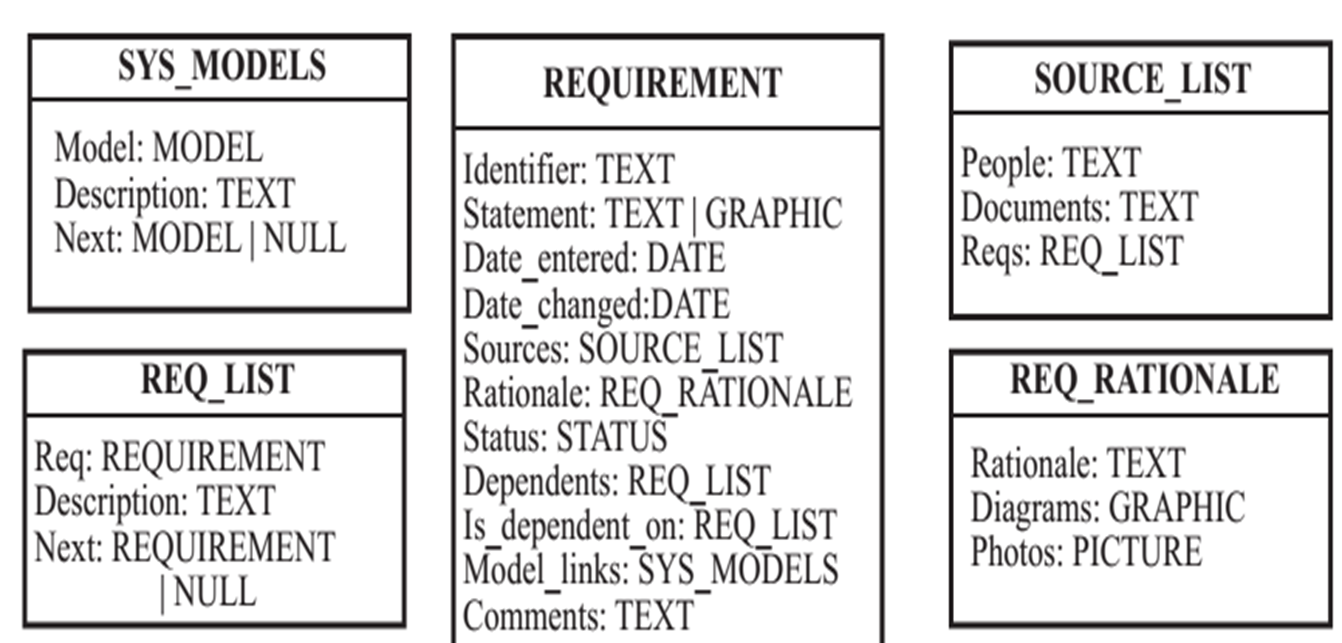 SYS_MODELS
Model: MODEL
Description: TEXT
Next: MODEL | NULL
REQ_LIST
Req: REQUIREMENT
Description: TEXT
Next: REQUIREMENT
| NULL
REQUIREMENT
Identifier: TEXT
Statement: TEXT | GRAPHIC
Date_entered: DATE
Date_changed:DATE
Sources: SOURCE_LIST
Rationale: REQ_RATIONALE
Status: STATUS
Dependents: REQ_LIST
Is_dependent_on: REQ_LIST
Model_links: SYS_MODELS
Comments: TEXT
SOURCE_LIST
People: TEXT
Documents: TEXT
Reqs: REQ_LIST
REQ_RATIONALE
Rationale: TEXT
Diagrams: GRAPHIC
Photos: PICTURE